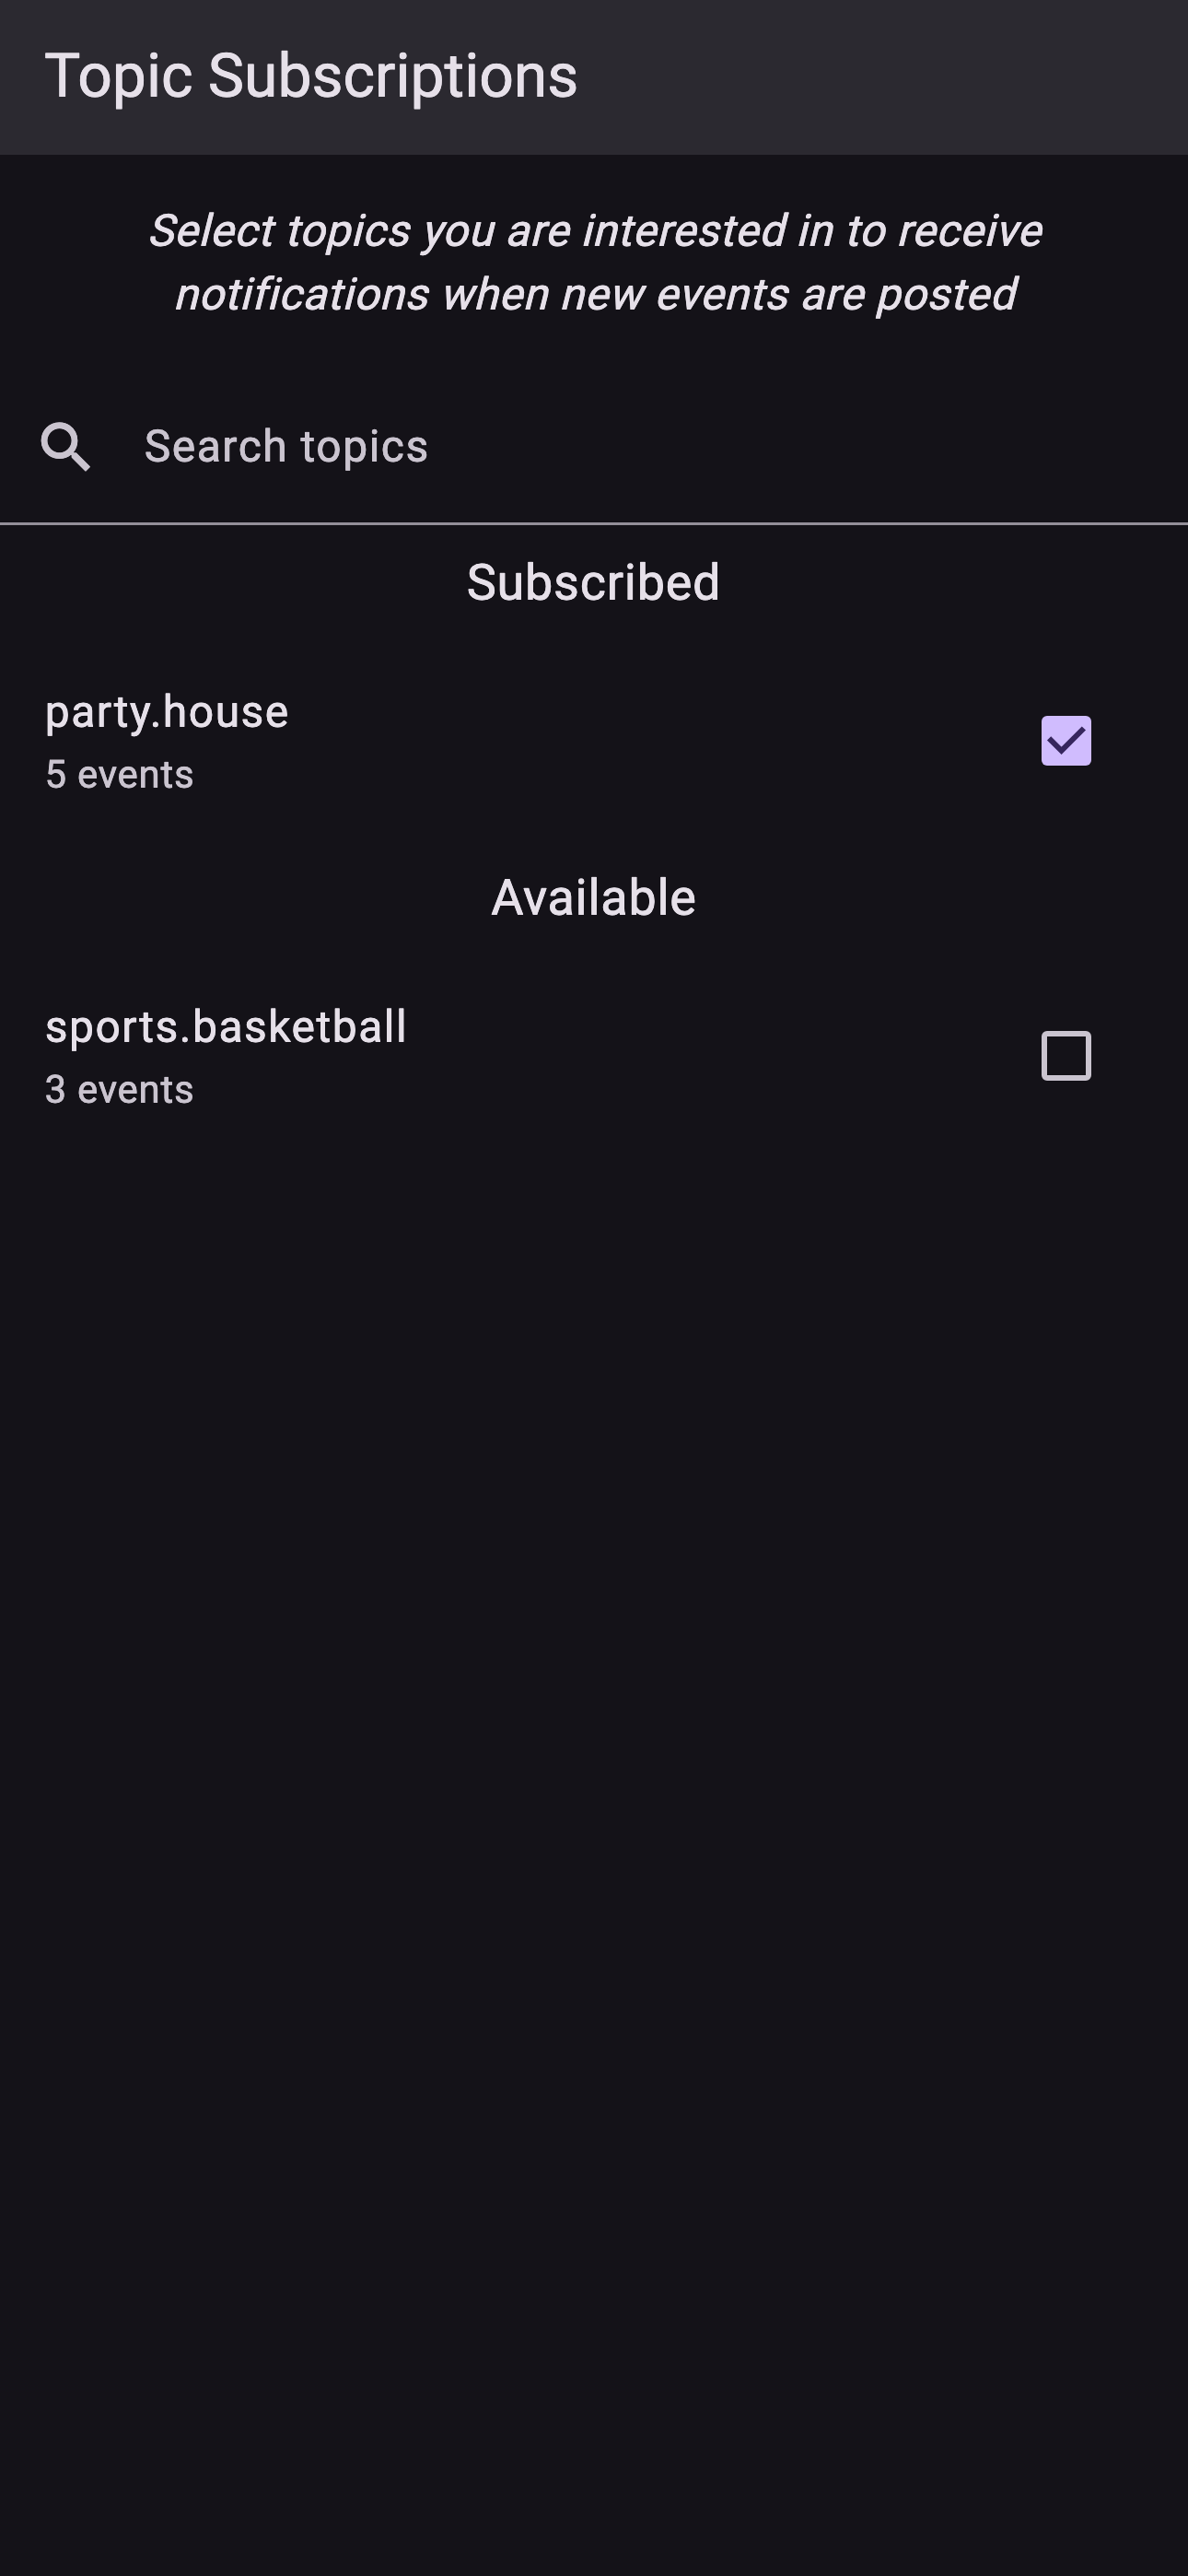 Topic Subscriptions
Select topics you are interested in to receive
notifications when new events are posted
Search topics
Subscribed
party.house
5 events
Available
sports.basketball
3 events